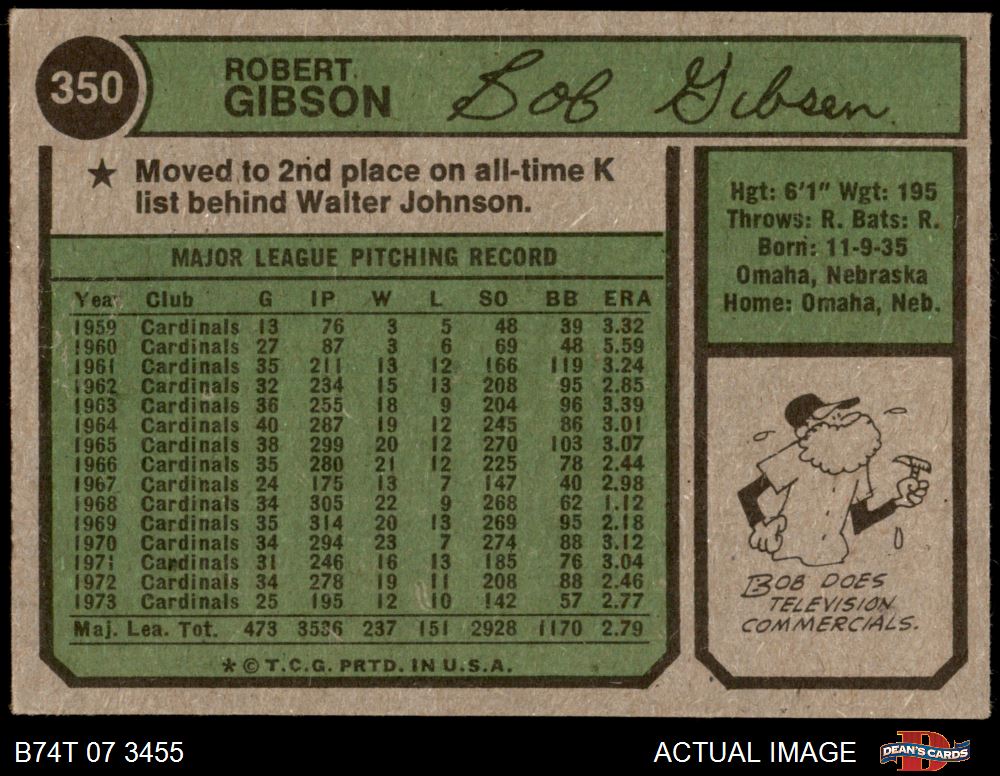 350
ROBERT
GIBSON
Bob Gibson
★ Moved to 2nd place on all-time K
list behind Walter Johnson.
MAJOR LEAGUE PITCHING RECORD
Year Club G IP W L SO BB ERA
1959 Cardinals 13 76 3 5 48 39 3.32
1960 Cardinals 27 87 3 6 69 48 5.59
1961 Cardinals 35 211 13 12 166 119 3.24
1962 Cardinals 32 234 15 13 208 95 2.85
1963 Cardinals 36 255 18 9 204 96 3.39
1964 Cardinals 40 287 19 12 245 86 3.01
1965 Cardinals 38 299 20 12 270 103 3.07
1966 Cardinals 35 280 21 12 225 78 2.44
1967 Cardinals 24 175 13 7 147 40 2.98
1968 Cardinals 34 305 22 9 268 62 1.12
1969 Cardinals 35 314 20 13 269 95 2.18
1970 Cardinals 34 294 23 7 274 88 3.12
1971 Cardinals 31 246 16 13 185 76 3.04
1972 Cardinals 34 278 19 11 208 88 2.46
1973 Cardinals 25 195 12 10 142 57 2.77
Maj. Lea. Tot. 473 3536 237 151 2928 1170 2.79
* © T.C.G. PRTD. IN U.S.A.
Hgt: 6'1" Wgt: 195
Throws: R. Bats: R.
Born: 11-9-35
Omaha, Nebraska
Home: Omaha, Neb.
BOB DOES
TELEVISION
COMMERCIALS.
B74T 07 3455
ACTUAL IMAGE
DEAN'S CARDS